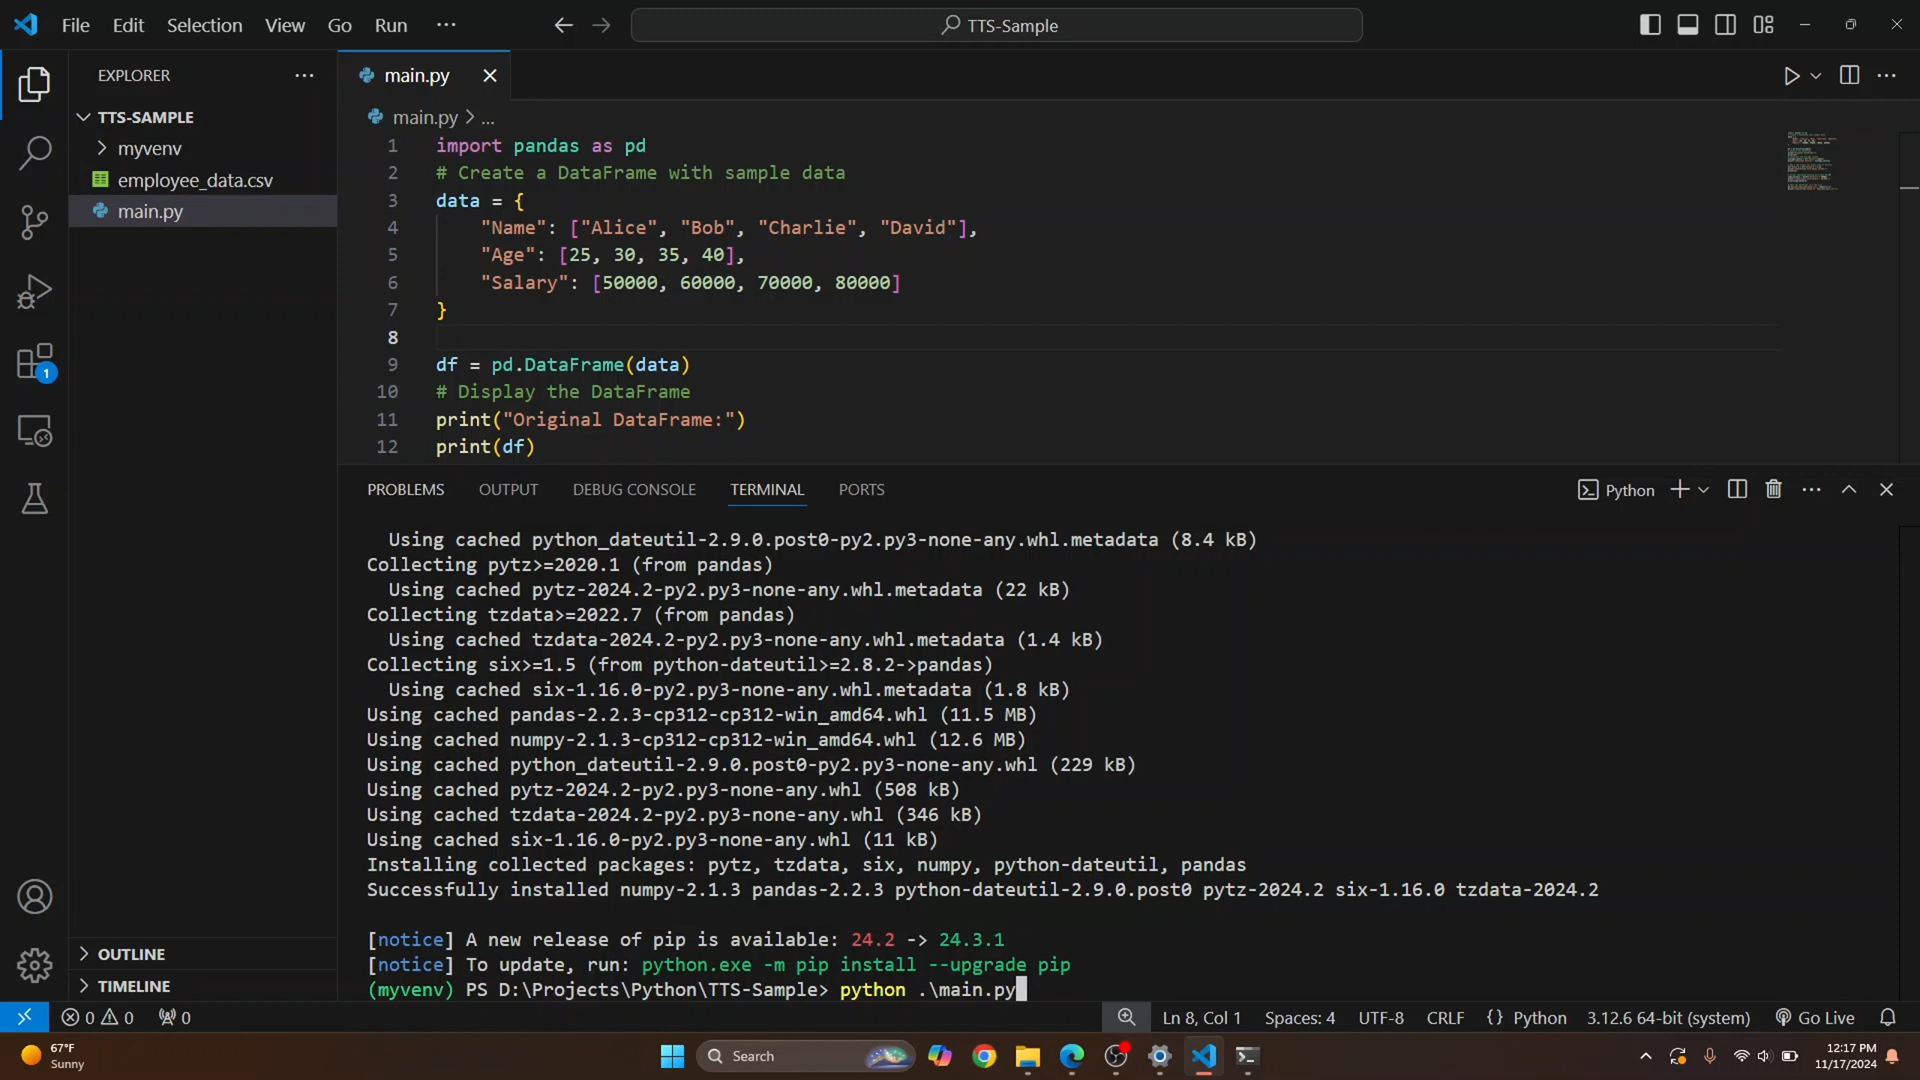 File Edit Selection View Go Run ···
TTS-Sample
EXPLORER
main.py
TTS-SAMPLE
myvenv
employee_data.csv
main.py
main.py > ...
1 import pandas as pd
2 # Create a DataFrame with sample data
3 data = {
4 "Name": ["Alice", "Bob", "Charlie", "David"],
5 "Age": [25, 30, 35, 40],
6 "Salary": [50000, 60000, 70000, 80000]
7 }
8
9 df = pd.DataFrame(data)
10 # Display the DataFrame
11 print("Original DataFrame:")
12 print(df)
1
PROBLEMS OUTPUT DEBUG CONSOLE TERMINAL PORTS
Python
Using cached python_dateutil-2.9.0.post0-py2.py3-none-any.whl.metadata (8.4 kB)
Collecting pytz>=2020.1 (from pandas)
Using cached pytz-2024.2-py2.py3-none-any.whl.metadata (22 kB)
Collecting tzdata>=2022.7 (from pandas)
Using cached tzdata-2024.2-py2.py3-none-any.whl.metadata (1.4 kB)
Collecting six>=1.5 (from python-dateutil>=2.8.2->pandas)
Using cached six-1.16.0-py2.py3-none-any.whl.metadata (1.8 kB)
Using cached pandas-2.2.3-cp312-cp312-win_amd64.whl (11.5 MB)
Using cached numpy-2.1.3-cp312-cp312-win_amd64.whl (12.6 MB)
Using cached python_dateutil-2.9.0.post0-py2.py3-none-any.whl (229 kB)
Using cached pytz-2024.2-py2.py3-none-any.whl (508 kB)
Using cached tzdata-2024.2-py2.py3-none-any.whl (346 kB)
Using cached six-1.16.0-py2.py3-none-any.whl (11 kB)
Installing collected packages: pytz, tzdata, six, numpy, python-dateutil, pandas
Successfully installed numpy-2.1.3 pandas-2.2.3 python-dateutil-2.9.0.post0 pytz-2024.2 six-1.16.0 tzdata-2024.2
[notice] A new release of pip is available: 24.2 -> 24.3.1
[notice] To update, run: python.exe -m pip install --upgrade pip
(myvenv) PS D:\Projects\Python\TTS-Sample> python .\main.py
OUTLINE
TIMELINE
0 0 0
Ln 8, Col 1 Spaces: 4 UTF-8 CRLF {} Python 3.12.6 64-bit (system) Go Live
67°F
Sunny
Search
12:17 PM
11/17/2024